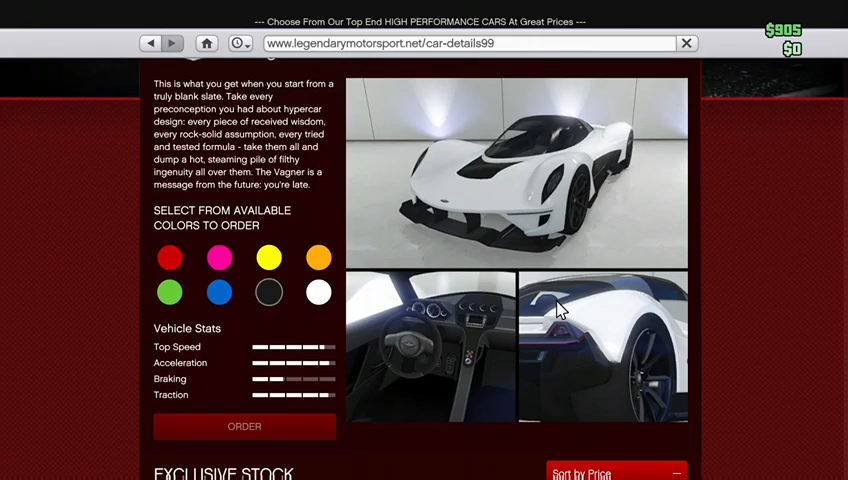 --- Choose From Our Top End HIGH PERFORMANCE CARS At Great Prices ---
$905
www.legendarymotorsport.net/car-details99
$0
This is what you get when you start from a
truly blank slate. Take every
preconception you had about hypercar
design: every piece of received wisdom,
every rock-solid assumption, every tried
and tested formula - take them all and
dump a hot, steaming pile of filthy
ingenuity all over them. The Vagner is a
message from the future: you're late.
SELECT FROM AVAILABLE
COLORS TO ORDER
Vehicle Stats
Top Speed
Acceleration
Braking
Traction
ORDER
EXCLUSIVE STOCK
Sort by Price